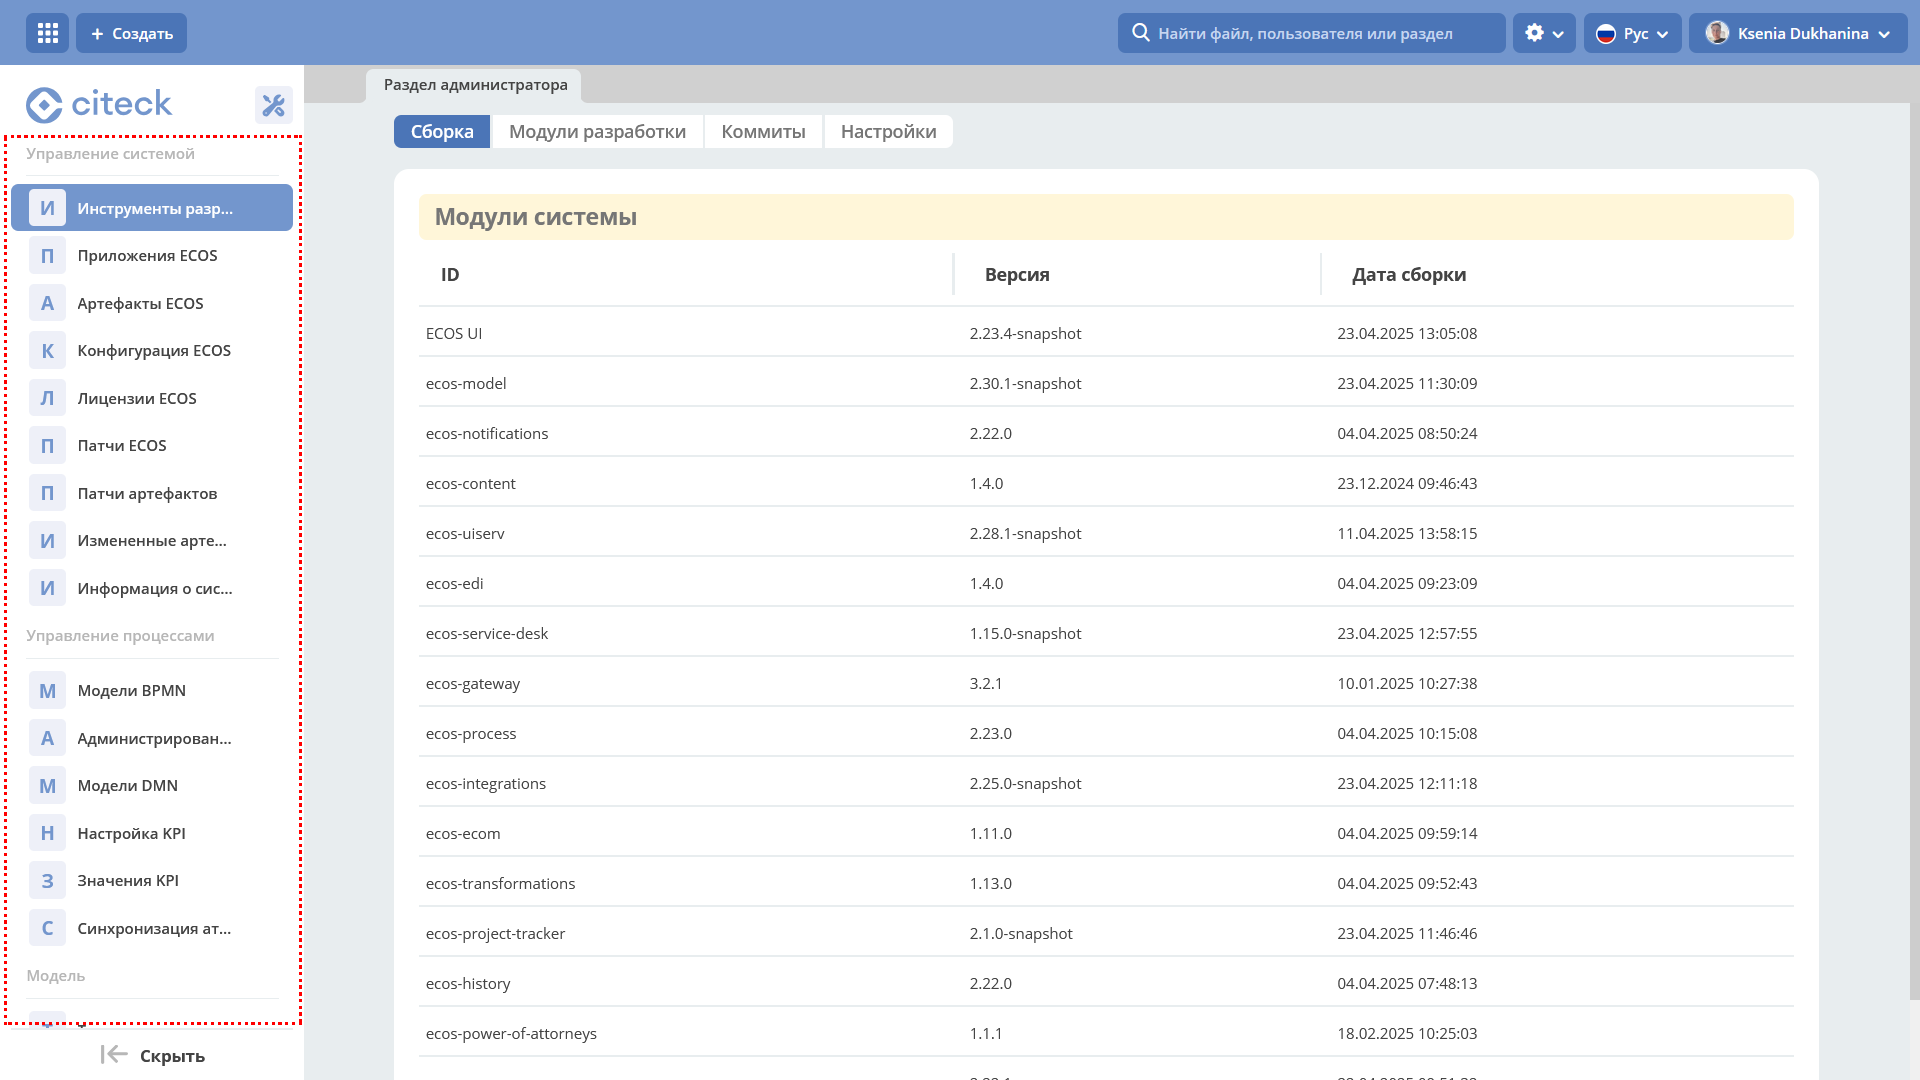 Создать
Найти файл, пользователя или раздел
Рус
Ksenia Dukhanina
citeck
Раздел администратора
Сборка
Модули разработки
Коммиты
Настройки
Управление системой
И Инструменты разр...
П Приложения ECOS
А Артефакты ECOS
К Конфигурация ECOS
Л Лицензии ECOS
П Патчи ECOS
П Патчи артефактов
И Измененные арте...
И Информация о сис...
Управление процессами
М Модели BPMN
А Администрирован...
М Модели DMN
Н Настройка KPI
З Значения KPI
С Синхронизация ат...
Модель
Скрыть
Модули системы
ID Версия Дата сборки
ECOS UI 2.23.4-snapshot 23.04.2025 13:05:08
ecos-model 2.30.1-snapshot 23.04.2025 11:30:09
ecos-notifications 2.22.0 04.04.2025 08:50:24
ecos-content 1.4.0 23.12.2024 09:46:43
ecos-uiserv 2.28.1-snapshot 11.04.2025 13:58:15
ecos-edi 1.4.0 04.04.2025 09:23:09
ecos-service-desk 1.15.0-snapshot 23.04.2025 12:57:55
ecos-gateway 3.2.1 10.01.2025 10:27:38
ecos-process 2.23.0 04.04.2025 10:15:08
ecos-integrations 2.25.0-snapshot 23.04.2025 12:11:18
ecos-ecom 1.11.0 04.04.2025 09:59:14
ecos-transformations 1.13.0 04.04.2025 09:52:43
ecos-project-tracker 2.1.0-snapshot 23.04.2025 11:46:46
ecos-history 2.22.0 04.04.2025 07:48:13
ecos-power-of-attorneys 1.1.1 18.02.2025 10:25:03